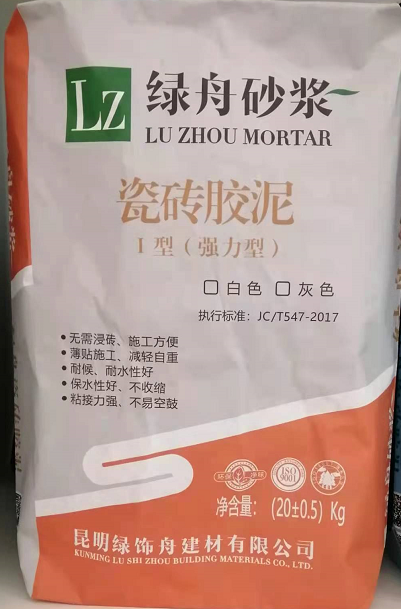 LZ 绿舟砂浆
LU ZHOU MORTAR
瓷砖胶泥
I 型（强力型）
□白色 □灰色
执行标准：JC/T547-2017
• 无需浸砖、施工方便
• 薄贴施工、减轻自重
• 耐候、耐水性好
• 保水性好、不收缩
• 粘接力强、不易空鼓
ISO
9001
净含量：（20±0.5）Kg
昆明绿饰舟建材有限公司
KUNMING LU SHI ZHOU BUILDING MATERIALS CO., LTD.